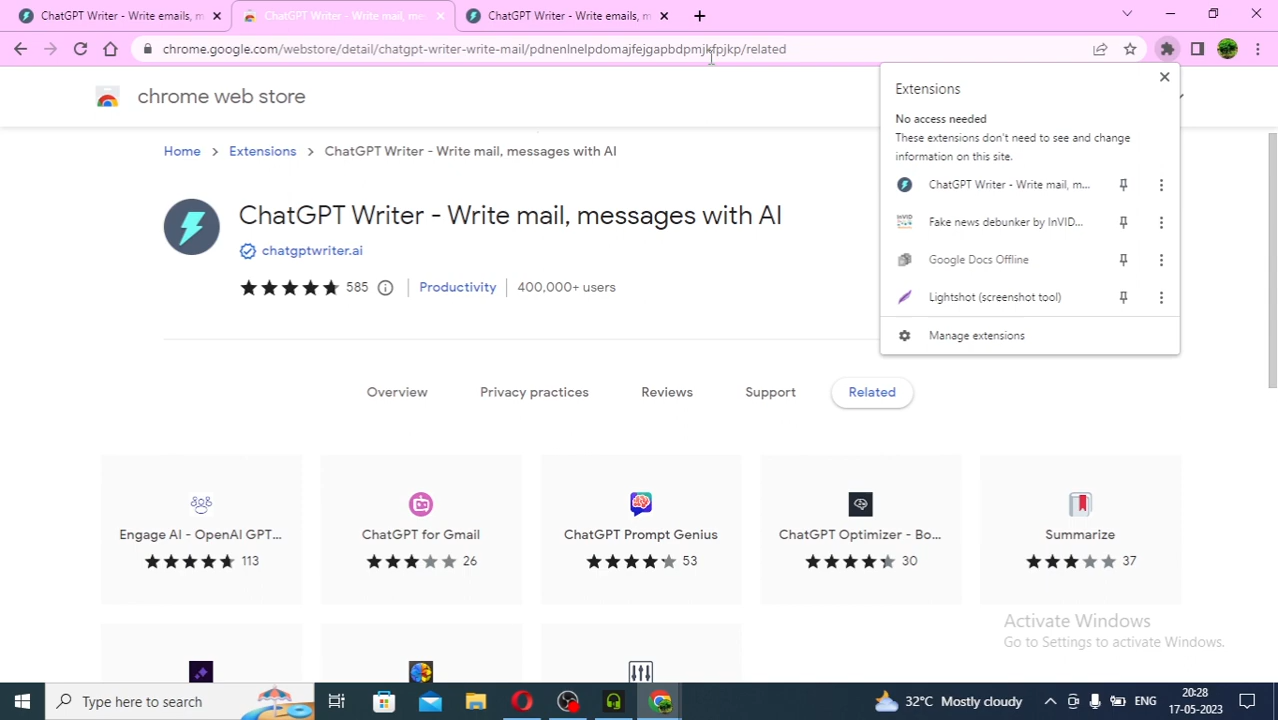 ChatGPT Writer - Write emails, m
ChatGPT Writer - Write mail, me
ChatGPT Writer - Write emails, m
chrome.google.com/webstore/detail/chatgpt-writer-write-mail/pdnenlnelpdomajfejgapbdpmjkfpjkp/related
chrome web store
Home > Extensions > ChatGPT Writer - Write mail, messages with AI
ChatGPT Writer - Write mail, messages with AI
chatgptwriter.ai
585
Productivity
400,000+ users
Extensions
No access needed
These extensions don't need to see and change
information on this site.
ChatGPT Writer - Write mail, m...
Fake news debunker by InVID...
Google Docs Offline
Lightshot (screenshot tool)
Manage extensions
Overview
Privacy practices
Reviews
Support
Related
Engage AI - OpenAI GPT...
113
ChatGPT for Gmail
26
ChatGPT Prompt Genius
53
ChatGPT Optimizer - Bo...
30
Summarize
37
Activate Windows
Go to Settings to activate Windows.
Type here to search
32°C Mostly cloudy
ENG
20:28
17-05-2023